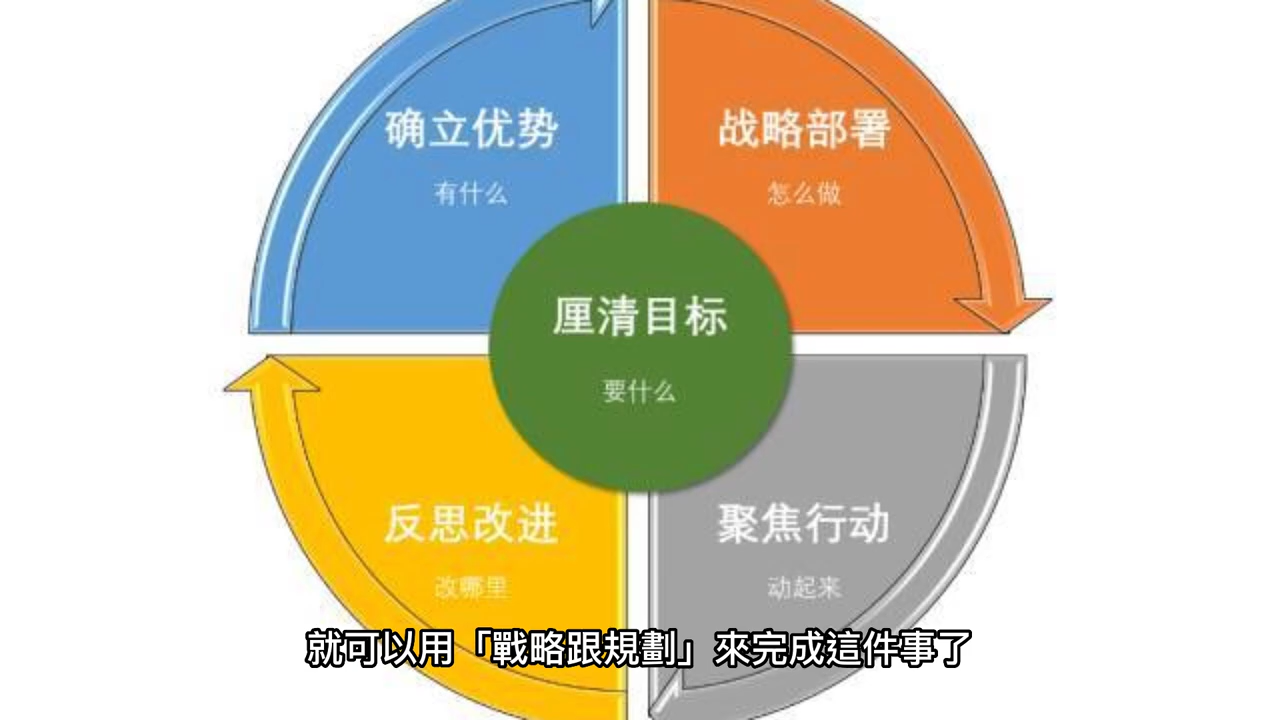 确立优势
有什么
战略部署
怎么做
厘清目标
要什么
反思改进
改哪里
聚焦行动
动起来
就可以用「戰略跟規劃」來完成這件事了